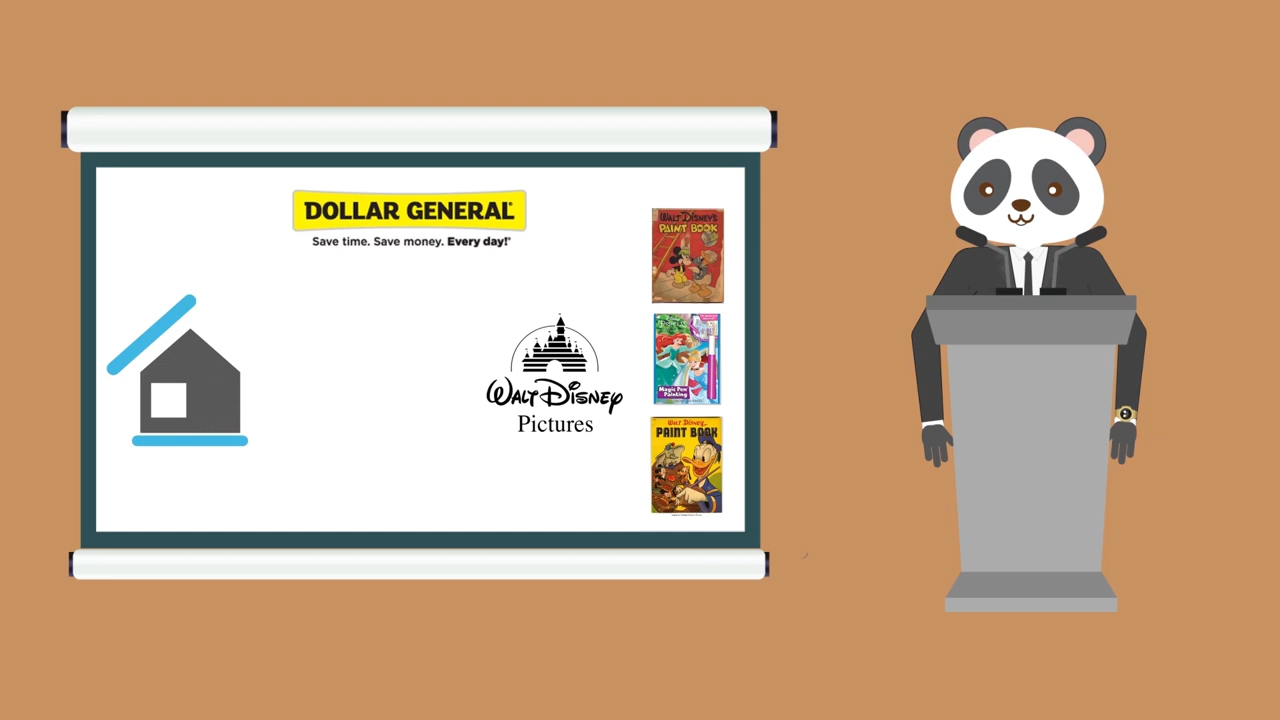 DOLLAR GENERAL
Save time. Save money. Every day!
WALT DISNEY
Pictures
WALT DISNEY'S
PAINT BOOK
Magic Pen
Painting
WALT DISNEY
PAINT BOOK